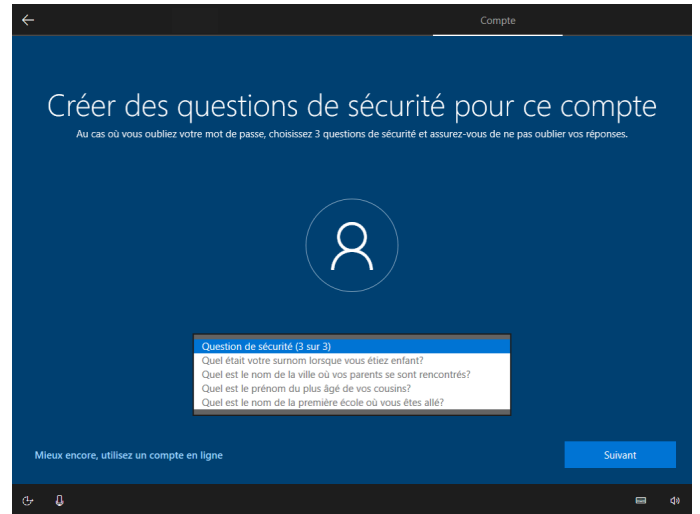 Compte
Créer des questions de sécurité pour ce compte
Au cas où vous oubliez votre mot de passe, choisissez 3 questions de sécurité et assurez-vous de ne pas oublier vos réponses.
Question de sécurité (3 sur 3)
Quel était votre surnom lorsque vous étiez enfant?
Quel est le nom de la ville où vos parents se sont rencontrés?
Quel est le prénom du plus âgé de vos cousins?
Quel est le nom de la première école où vous êtes allé?
Mieux encore, utilisez un compte en ligne
Suivant